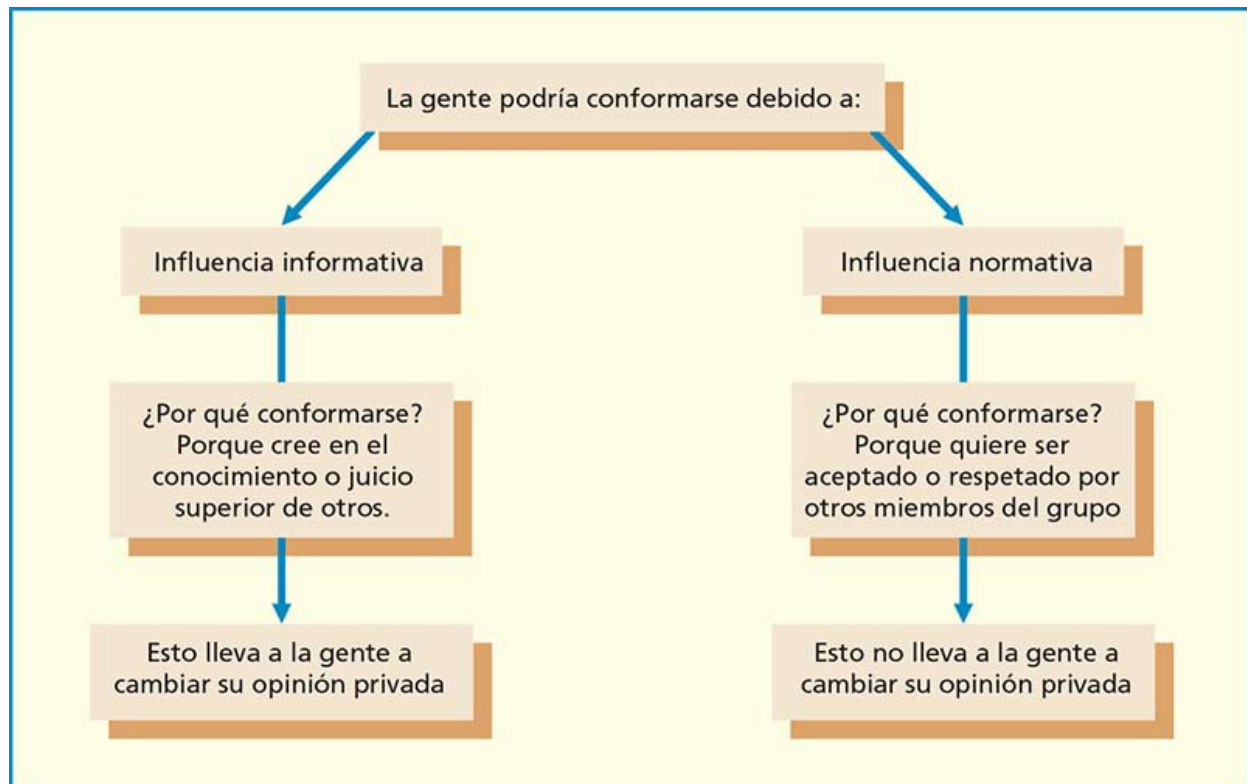 La gente podría conformarse debido a:
Influencia informativa
Influencia normativa
¿Por qué conformarse?
Porque cree en el
conocimiento o juicio
superior de otros.
¿Por qué conformarse?
Porque quiere ser
aceptado o respetado por
otros miembros del grupo
Esto lleva a la gente a
cambiar su opinión privada
Esto no lleva a la gente a
cambiar su opinión privada